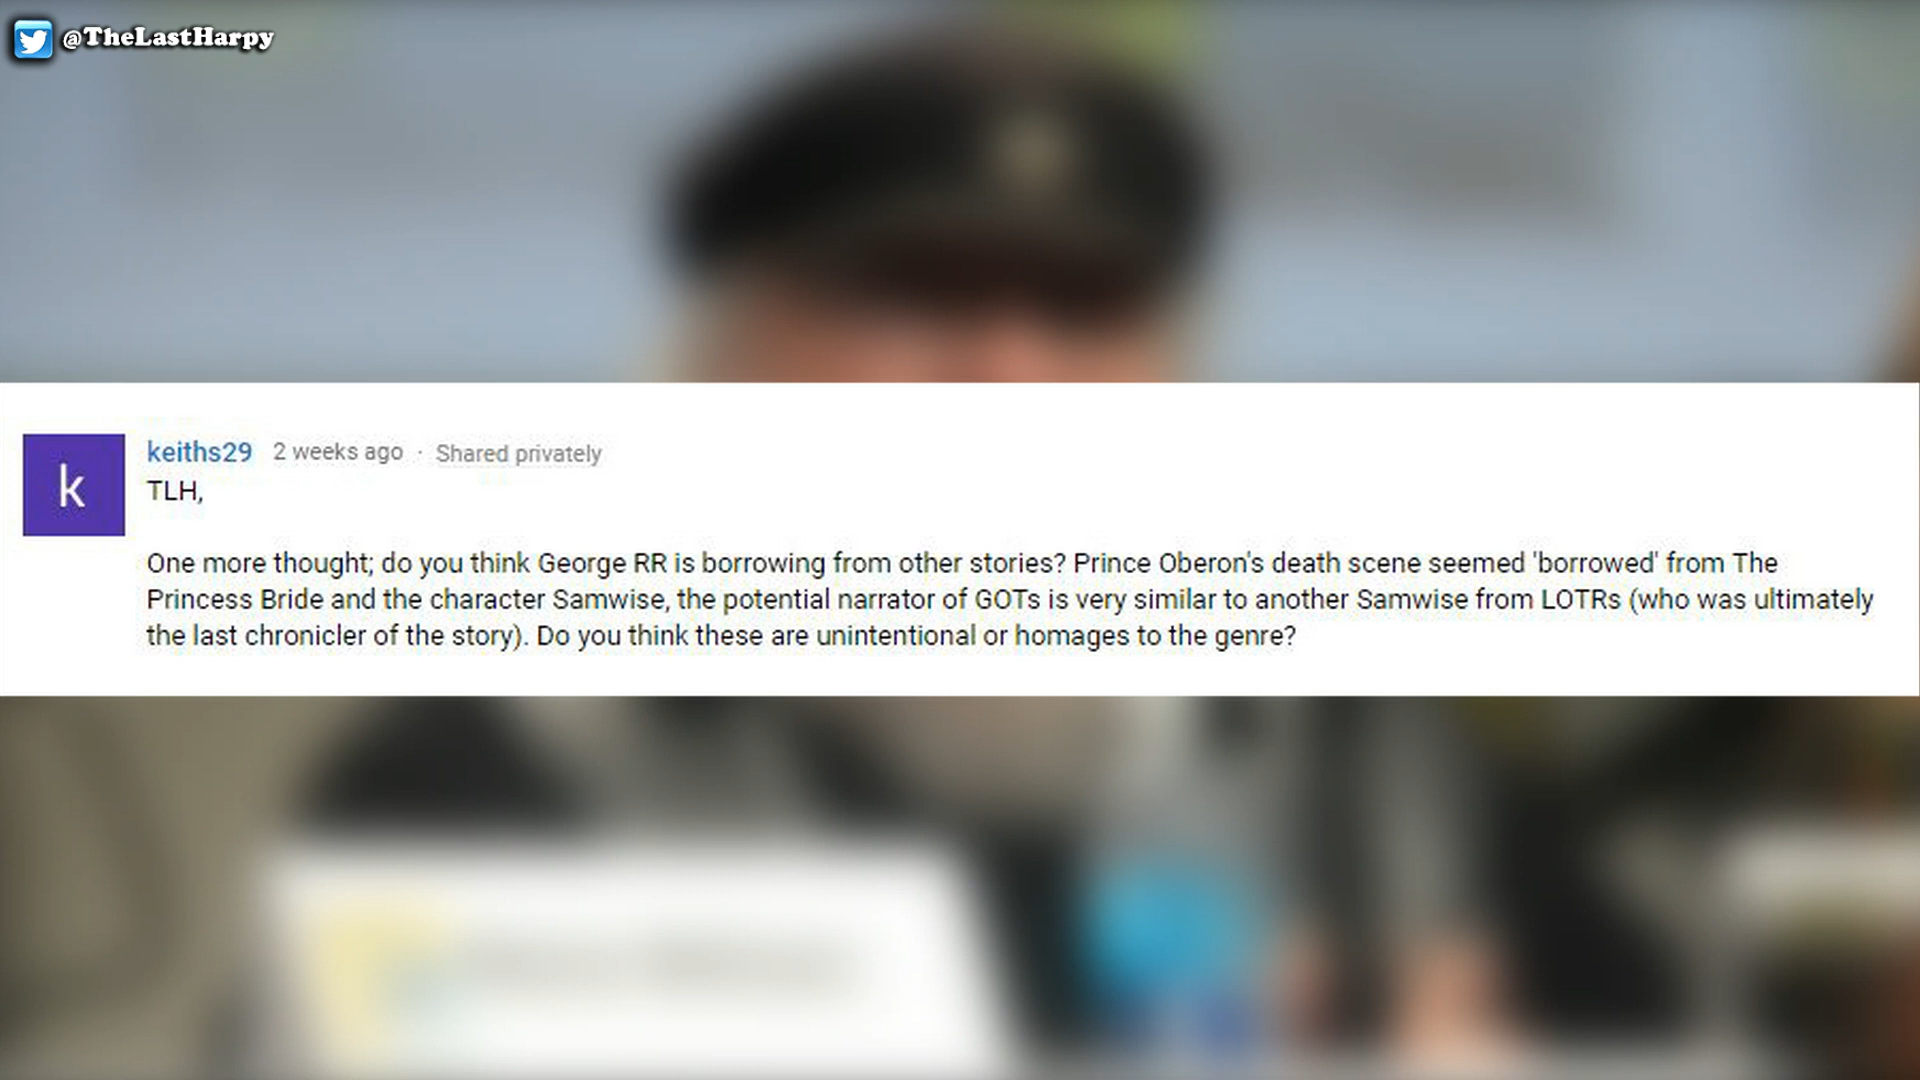 @TheLastHarpy
k
keiths29 2 weeks ago · Shared privately
TLH,
One more thought; do you think George RR is borrowing from other stories? Prince Oberon's death scene seemed 'borrowed' from The
Princess Bride and the character Samwise, the potential narrator of GOTs is very similar to another Samwise from LOTRs (who was ultimately
the last chronicler of the story). Do you think these are unintentional or homages to the genre?